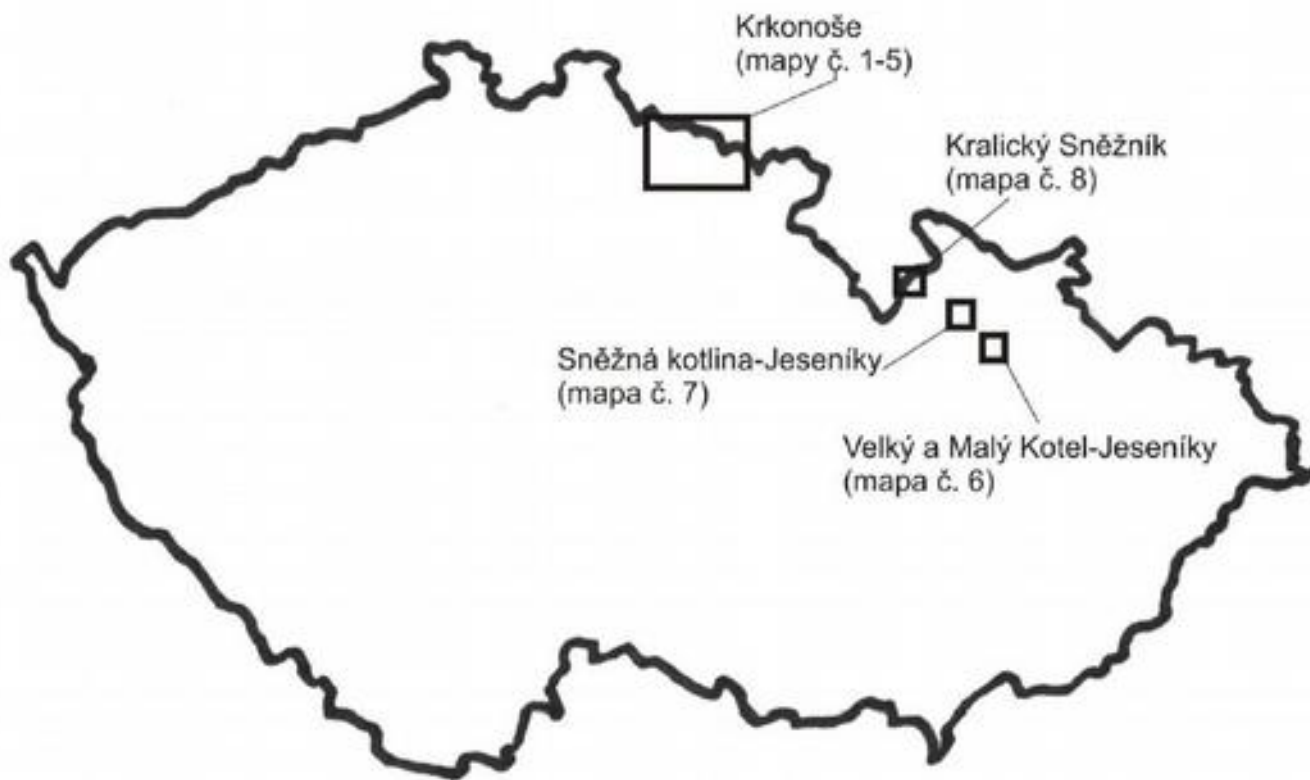 Krkonoše
(mapy č. 1-5)
Kralický Sněžník
(mapa č. 8)
Sněžná kotlina-Jeseníky
(mapa č. 7)
Velký a Malý Kotel-Jeseníky
(mapa č. 6)